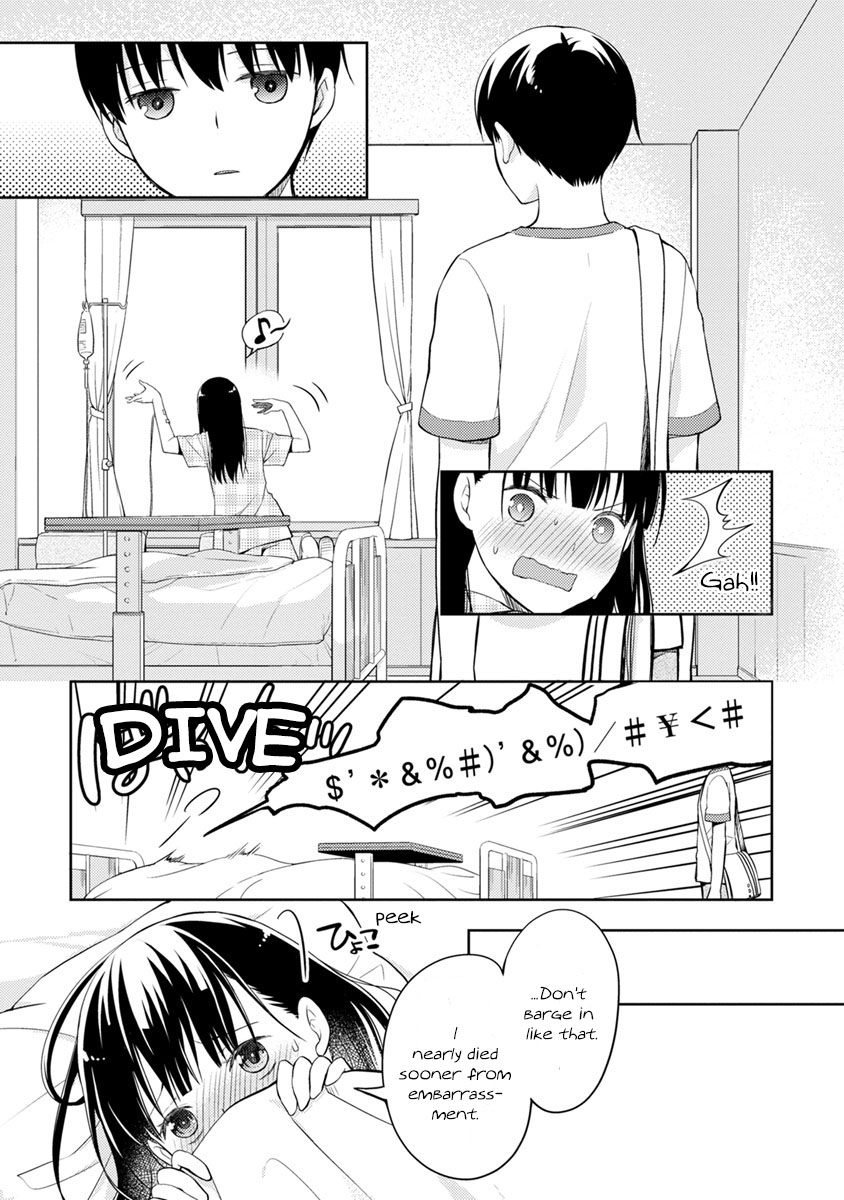 Gah!!
DIVE
$'*&%#)'&%)/#¥<#
peek
ひょこ
...Don't
barge in
like that.
I
nearly died
sooner from
embarrass-
ment.